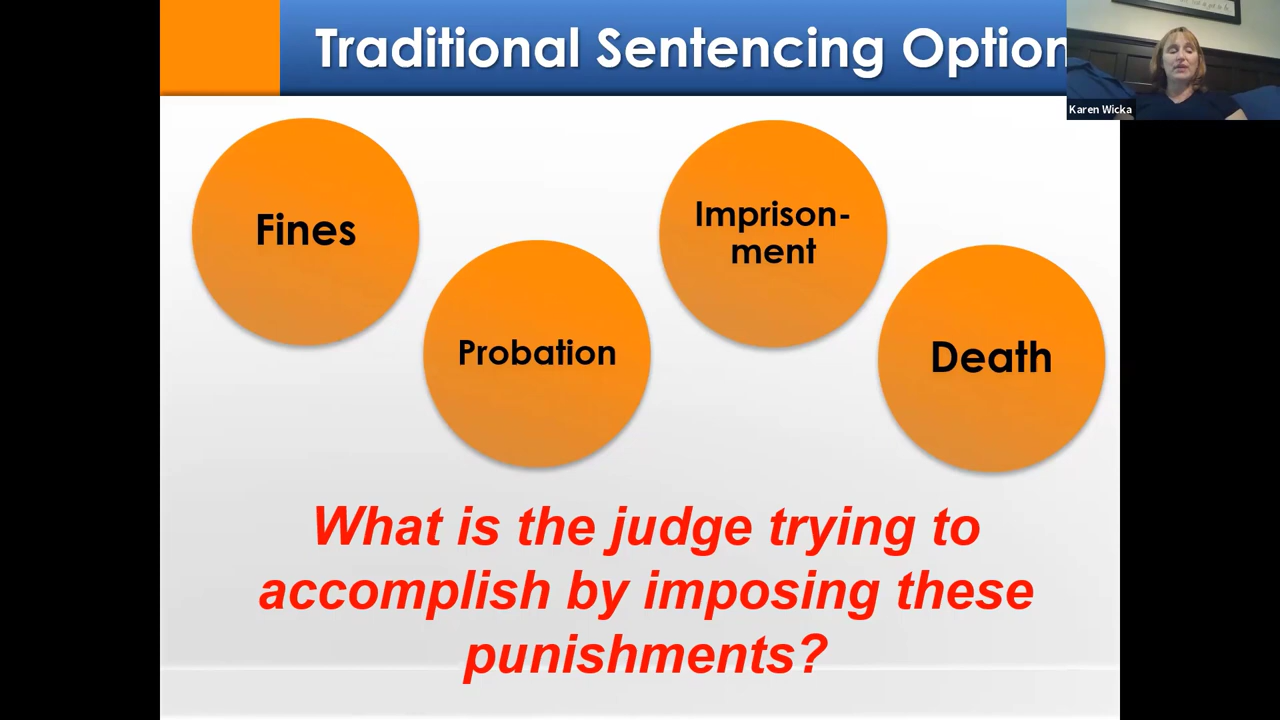 Traditional Sentencing Option
Karen Wicka
Fines
Imprison-
ment
Probation
Death
What is the judge trying to
accomplish by imposing these
punishments?